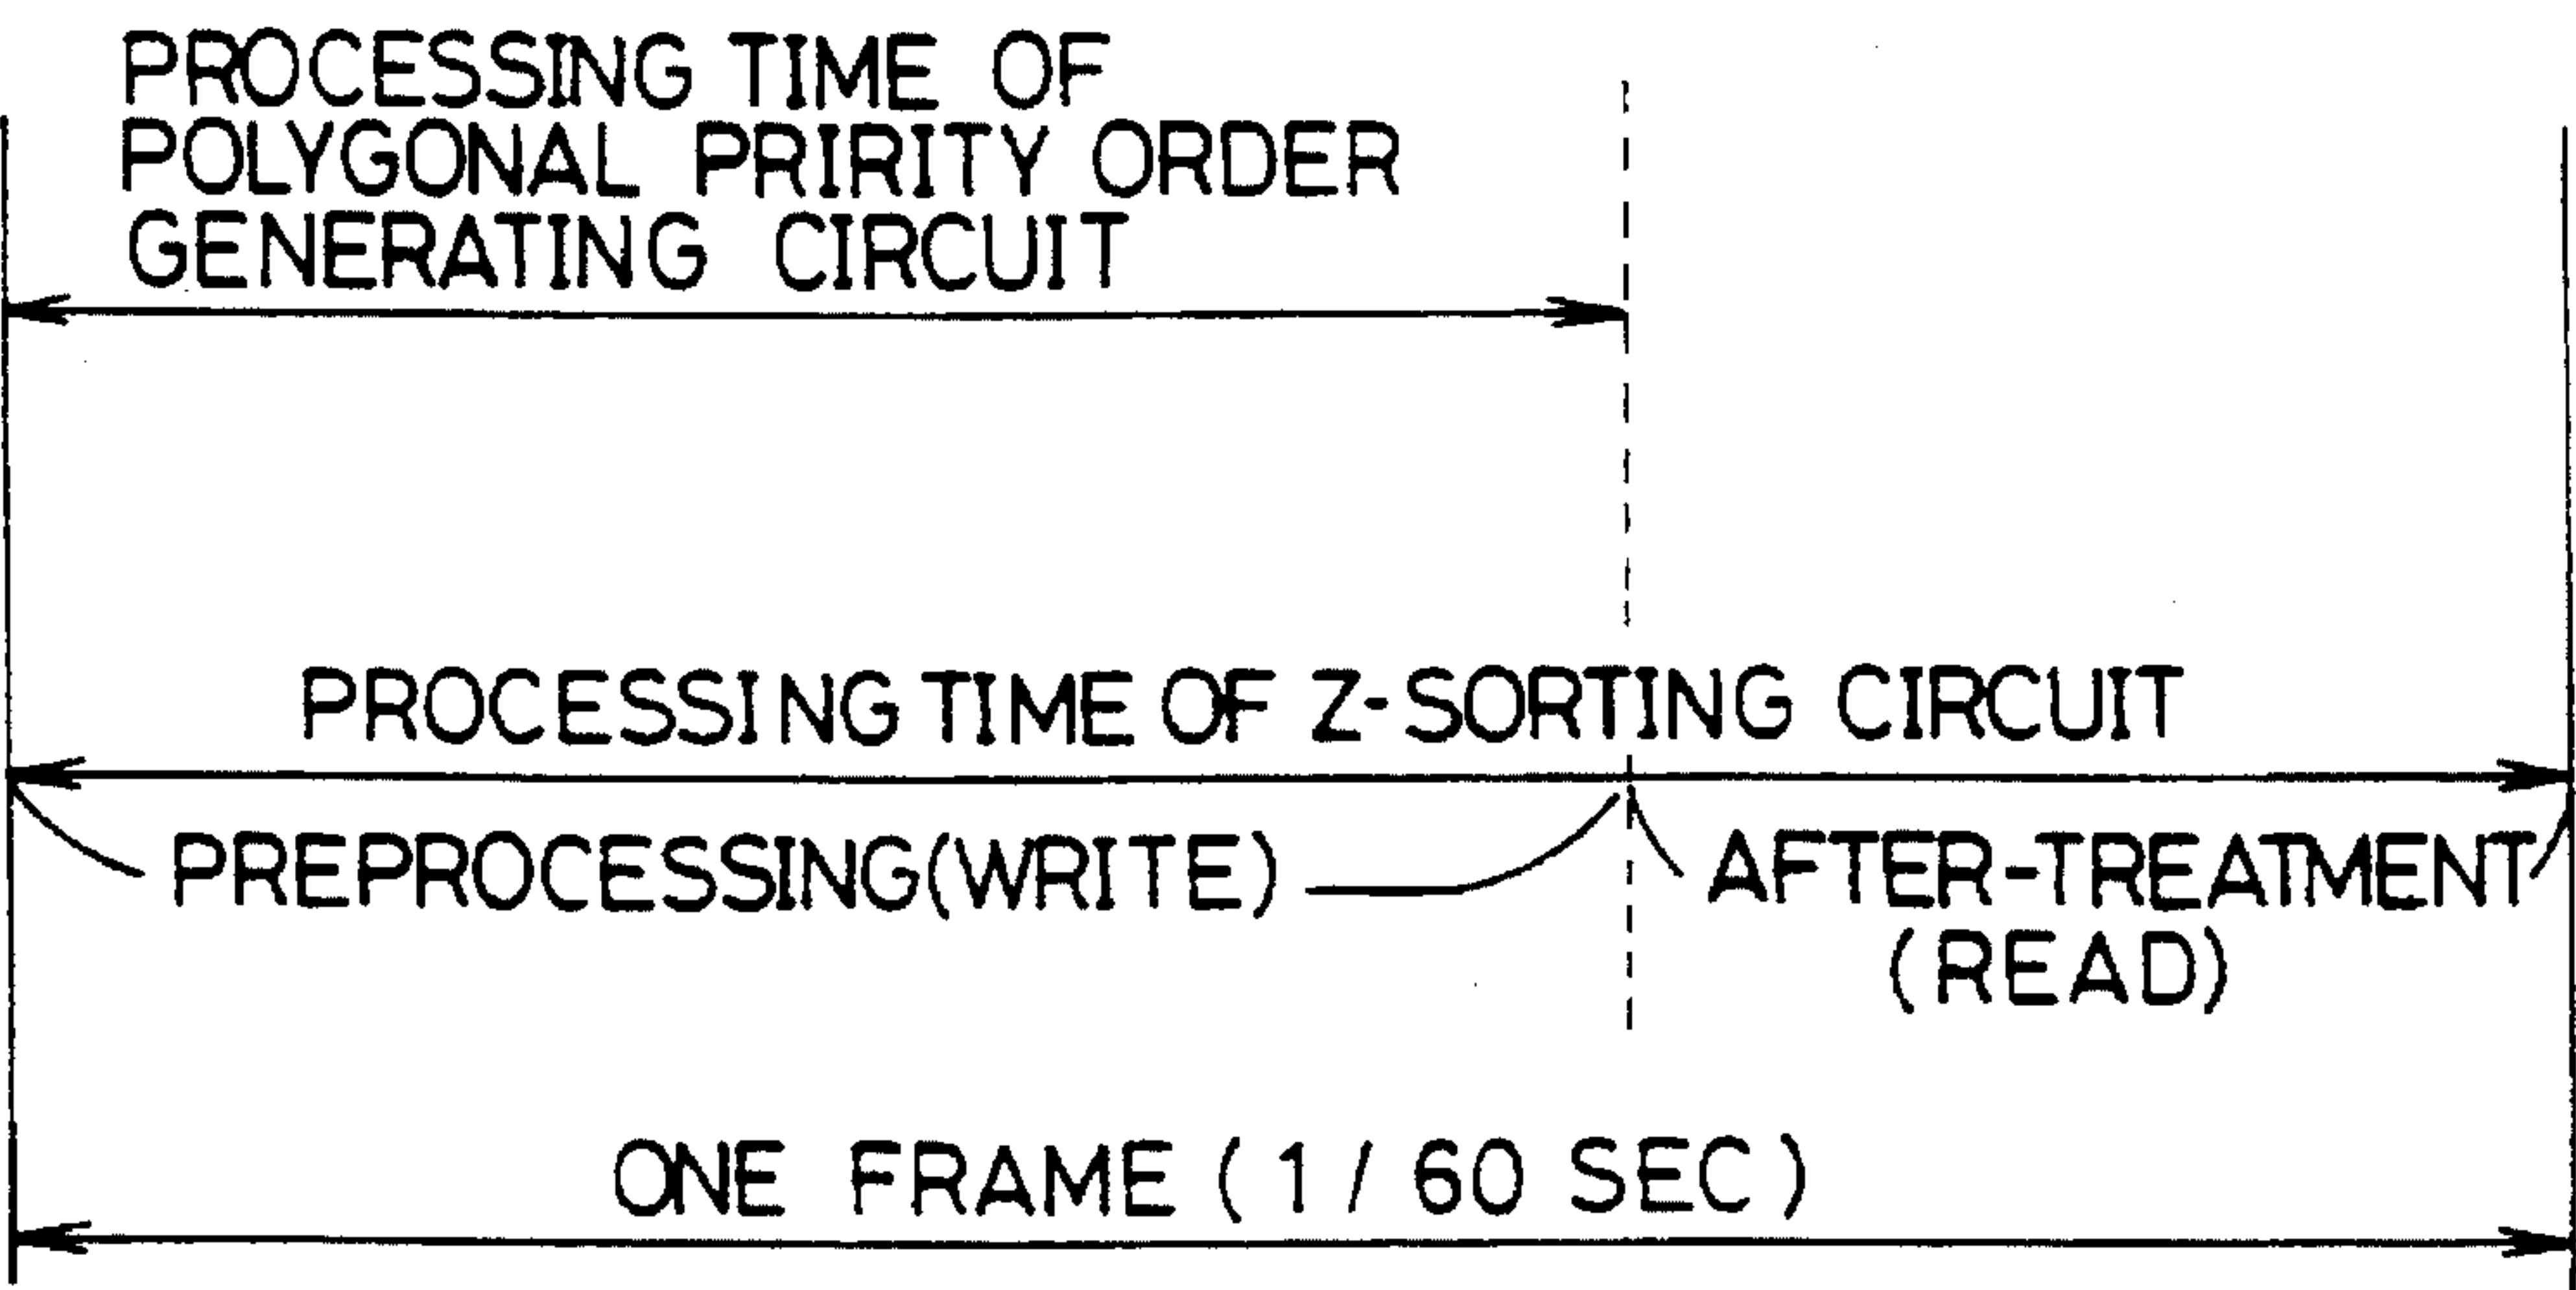 PROCESSING TIME OF
POLYGONAL PRIRITY ORDER
GENERATING CIRCUIT
PROCESSING TIME OF Z-SORTING CIRCUIT
PREPROCESSING(WRITE)
AFTER-TREATMENT
(READ)
ONE FRAME (1/60 SEC)